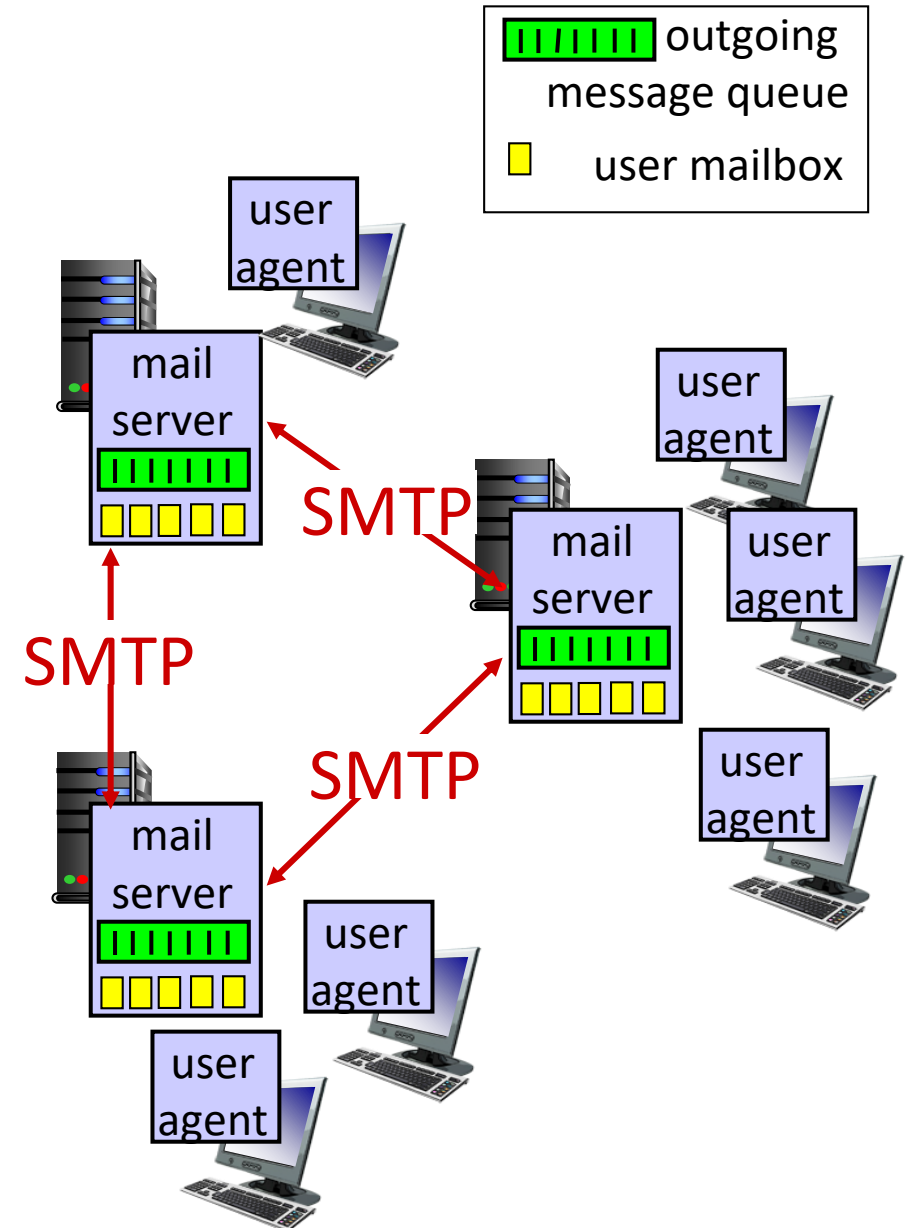 outgoing
message queue
user mailbox
user
agent
mail
server
SMTP
user
agent
mail
server
user
agent
SMTP
SMTP
user
agent
mail
server
user
agent
user
agent